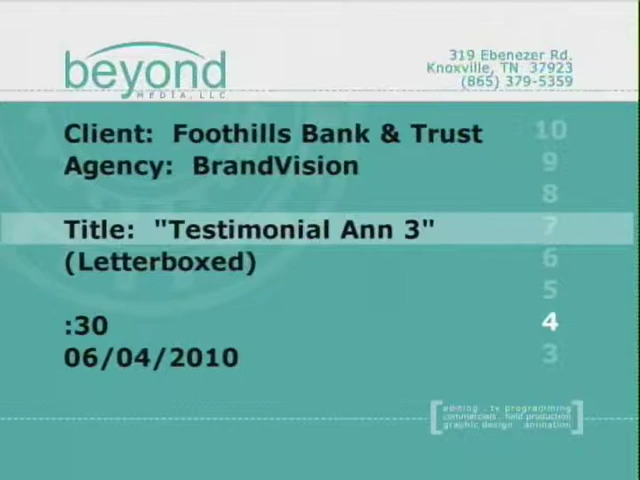 beyond
MEDIA, LLC
319 Ebenezer Rd.
Knoxville, TN 37923
(865) 379-5359
Client: Foothills Bank & Trust
Agency: BrandVision
Title: "Testimonial Ann 3"
(Letterboxed)
:30
06/04/2010
10
9
8
7
6
5
4
3
editing . tv programming
commercials . field production
graphic design . animation